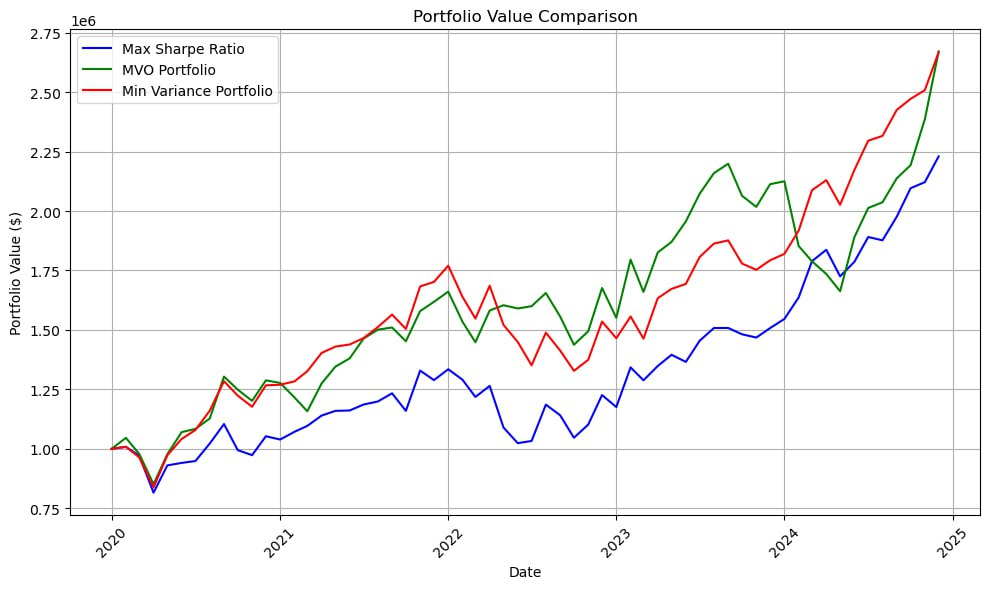 Portfolio Value Comparison
1e6
Max Sharpe Ratio
MVO Portfolio
Min Variance Portfolio
Portfolio Value ($)
2.75
2.50
2.25
2.00
1.75
1.50
1.25
1.00
0.75
2020
2021
2022
2023
2024
2025
Date